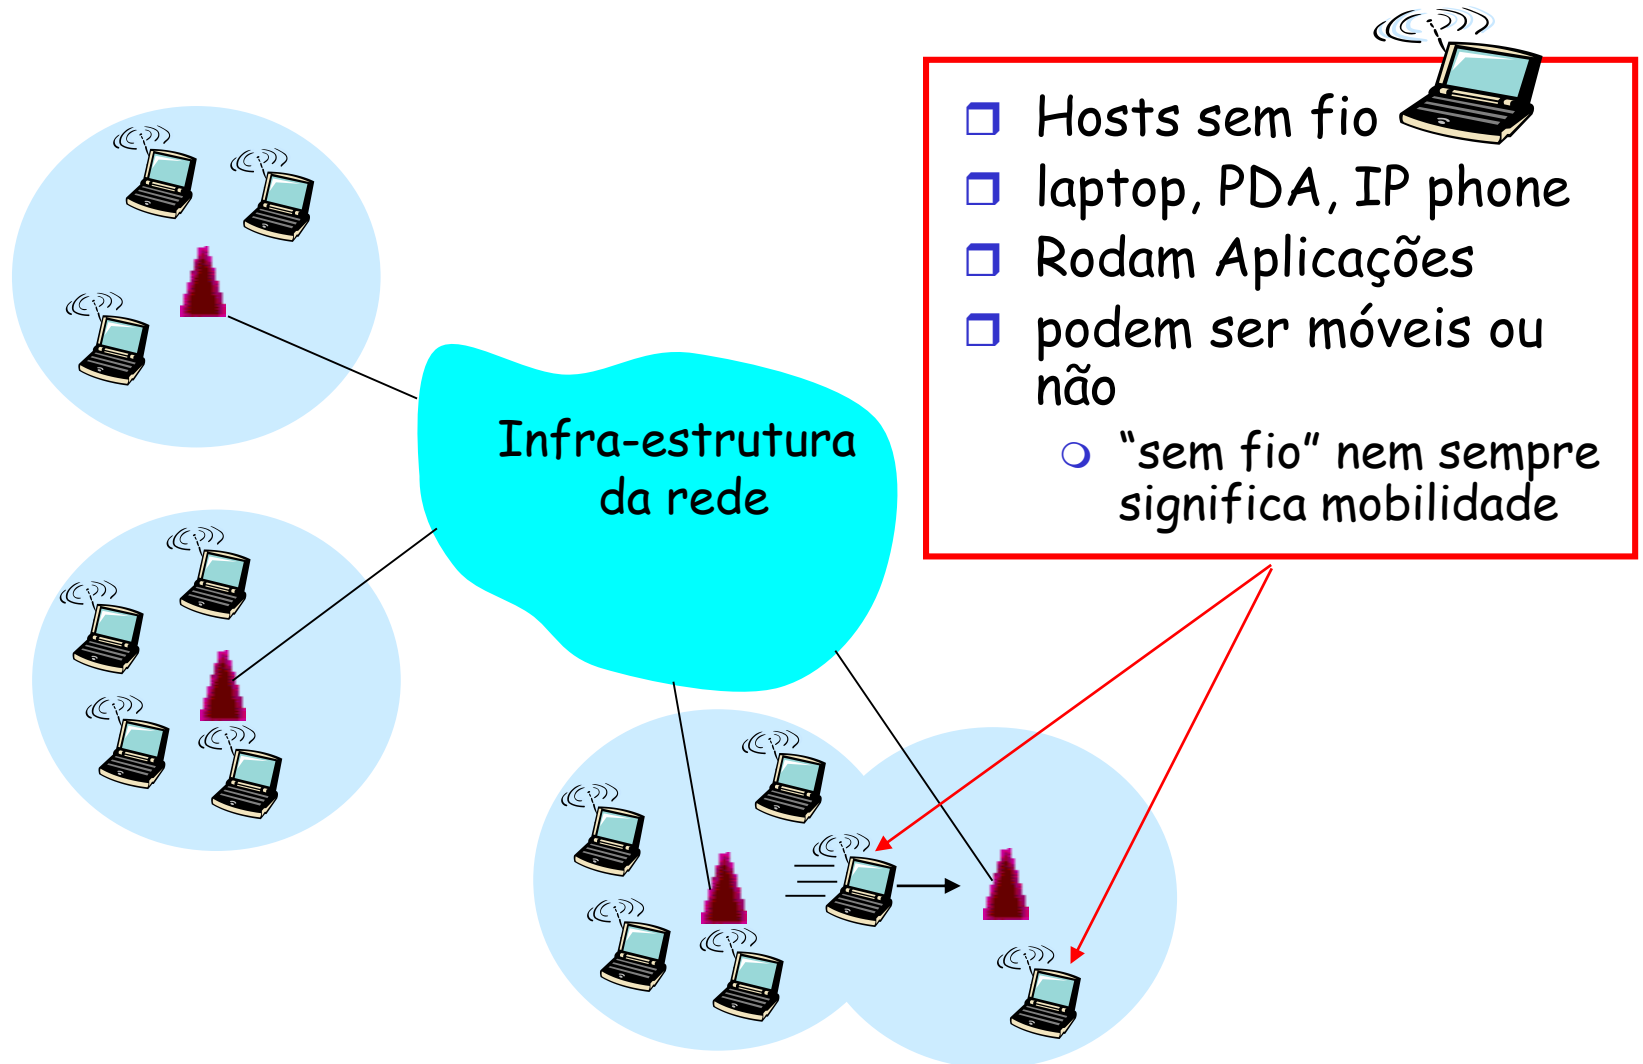 Hosts sem fio
laptop, PDA, IP phone
Rodam Aplicações
podem ser móveis ou
não
“sem fio” nem sempre
significa mobilidade
Infra-estrutura
da rede